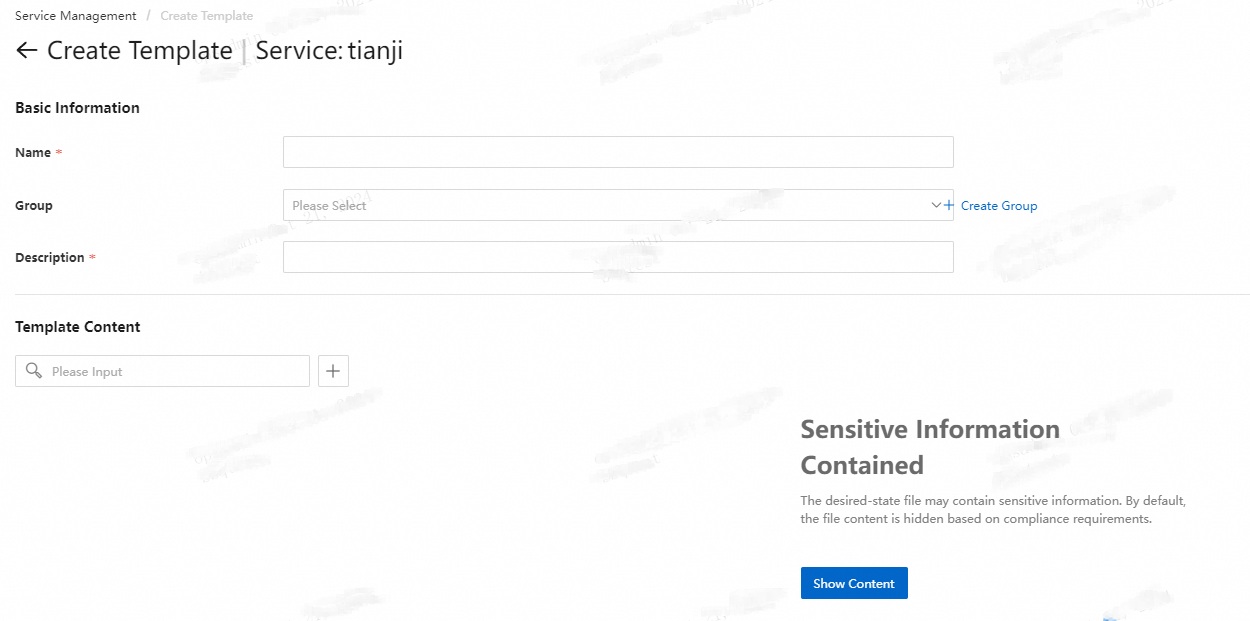 Service Management / Create Template
← Create Template | Service: tianji
Basic Information
Name *
Group Please Select + Create Group
Description *
Template Content
Please Input +
Sensitive Information
Contained
The desired-state file may contain sensitive information. By default,
the file content is hidden based on compliance requirements.
Show Content